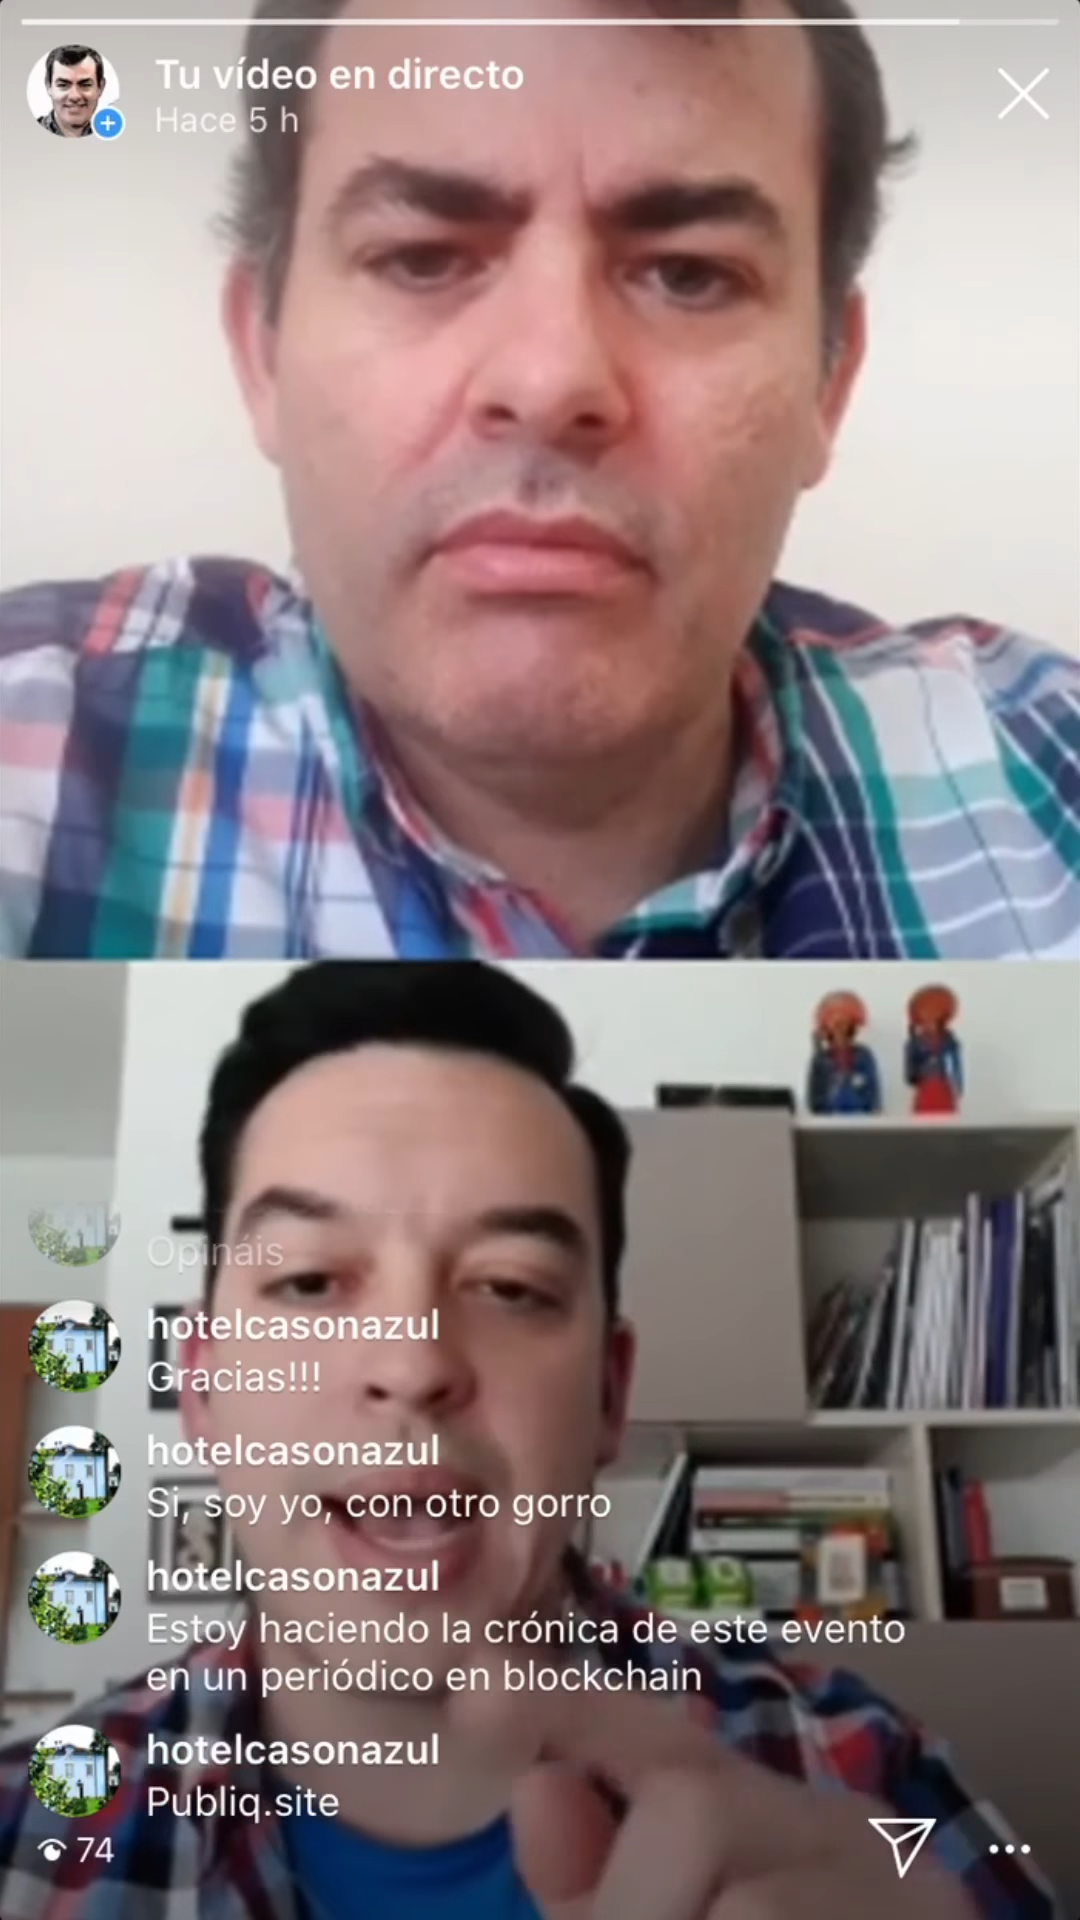 Tu vídeo en directo
Hace 5 h
Opináis
hotelcasonazul
Gracias!!!
hotelcasonazul
Si, soy yo, con otro gorro
hotelcasonazul
Estoy haciendo la crónica de este evento
en un periódico en blockchain
hotelcasonazul
Publiq.site
74